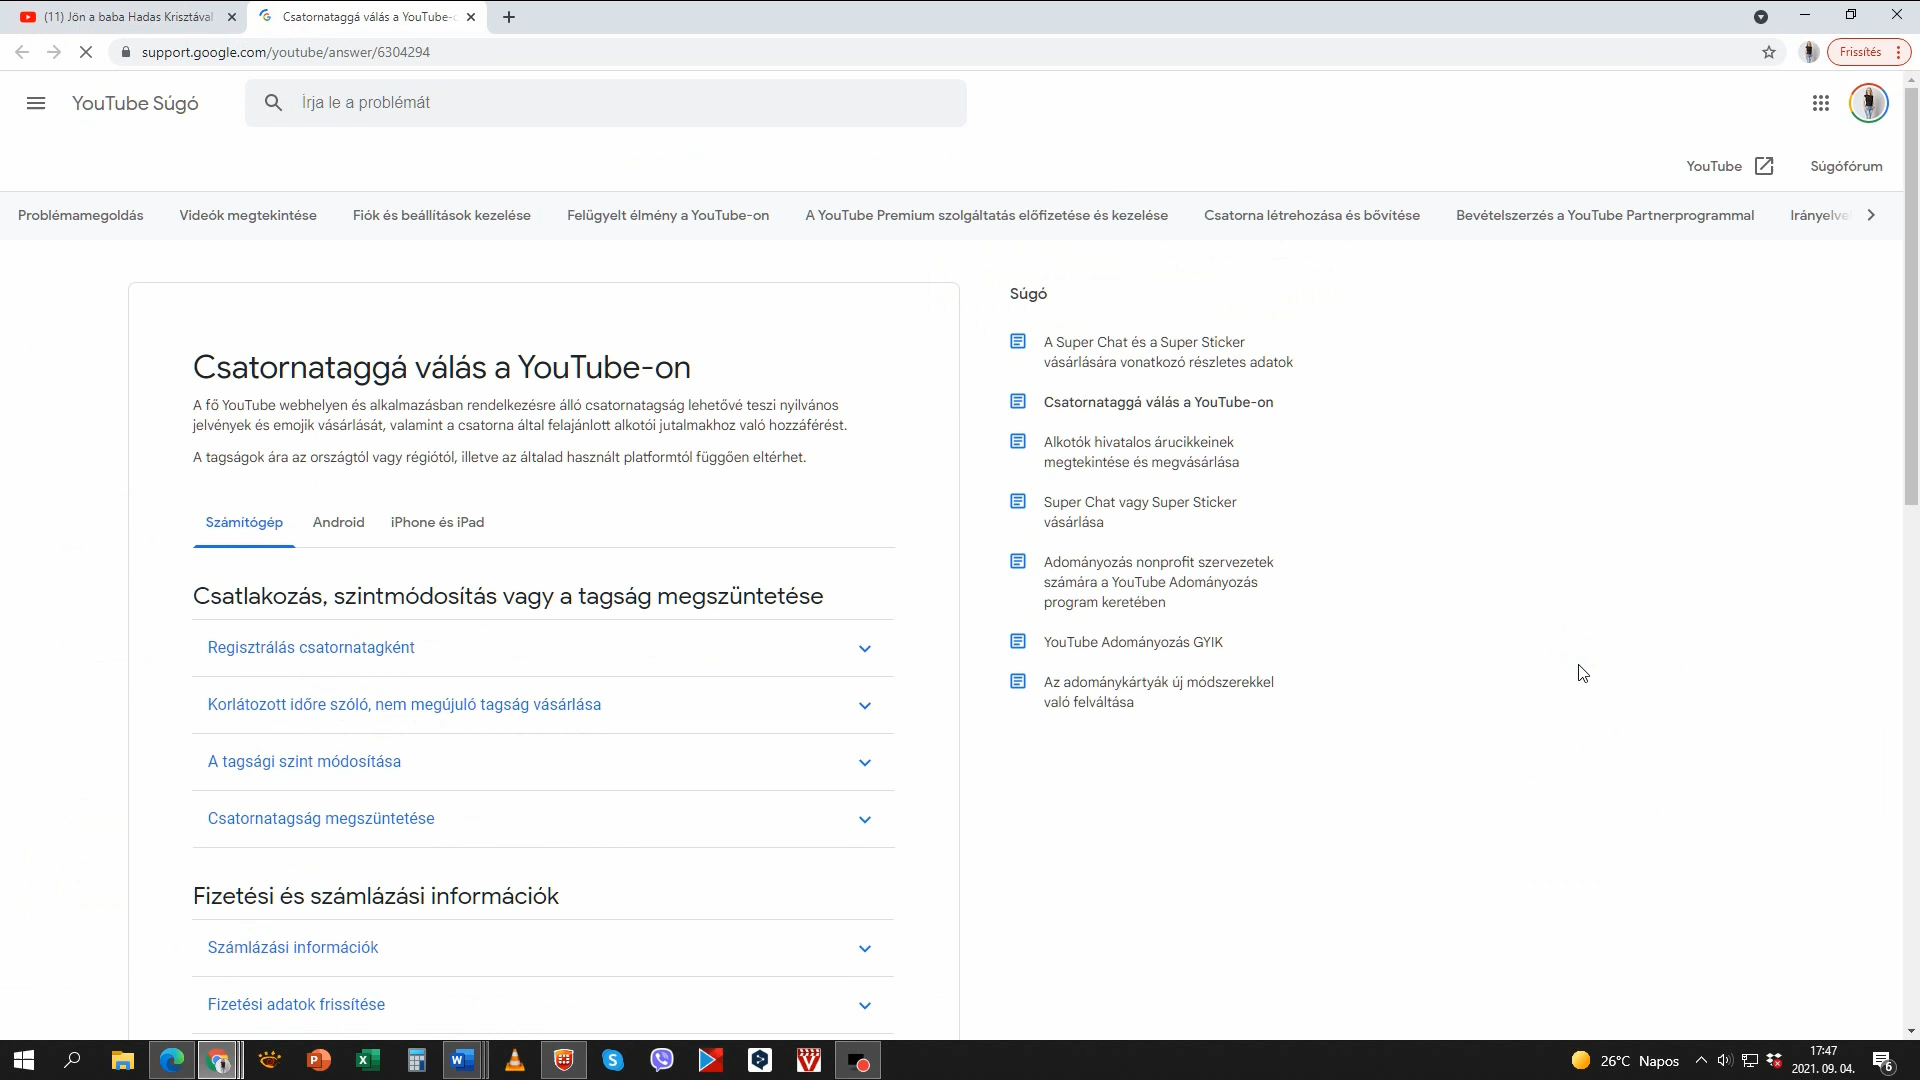 (11) Jön a baba Hadas Krisztával
Csatornataggá válás a YouTube-
support.google.com/youtube/answer/6304294
Frissítés
YouTube Súgó
Írja le a problémát
YouTube
Súgófórum
Problémamegoldás
Videók megtekintése
Fiók és beállítások kezelése
Felügyelt élmény a YouTube-on
A YouTube Premium szolgáltatás előfizetése és kezelése
Csatorna létrehozása és bővítése
Bevételszerzés a YouTube Partnerprogrammal
Irányelve
Csatornataggá válás a YouTube-on
A fő YouTube webhelyen és alkalmazásban rendelkezésre álló csatornatagság lehetővé teszi nyilvános
jelvények és emojik vásárlását, valamint a csatorna által felajánlott alkotói jutalmakhoz való hozzáférést.
A tagságok ára az országtól vagy régiótól, illetve az általad használt platformtól függően eltérhet.
Számítógép
Android
iPhone és iPad
Csatlakozás, szintmódosítás vagy a tagság megszüntetése
Regisztrálás csatornatagként
Korlátozott időre szóló, nem megújuló tagság vásárlása
A tagsági szint módosítása
Csatornatagság megszüntetése
Fizetési és számlázási információk
Számlázási információk
Fizetési adatok frissítése
Súgó
A Super Chat és a Super Sticker
vásárlására vonatkozó részletes adatok
Csatornataggá válás a YouTube-on
Alkotók hivatalos árucikkeinek
megtekintése és megvásárlása
Super Chat vagy Super Sticker
vásárlása
Adományozás nonprofit szervezetek
számára a YouTube Adományozás
program keretében
YouTube Adományozás GYIK
Az adománykártyák új módszerekkel
való felváltása
26°C Napos
17:47
2021. 09. 04.
6